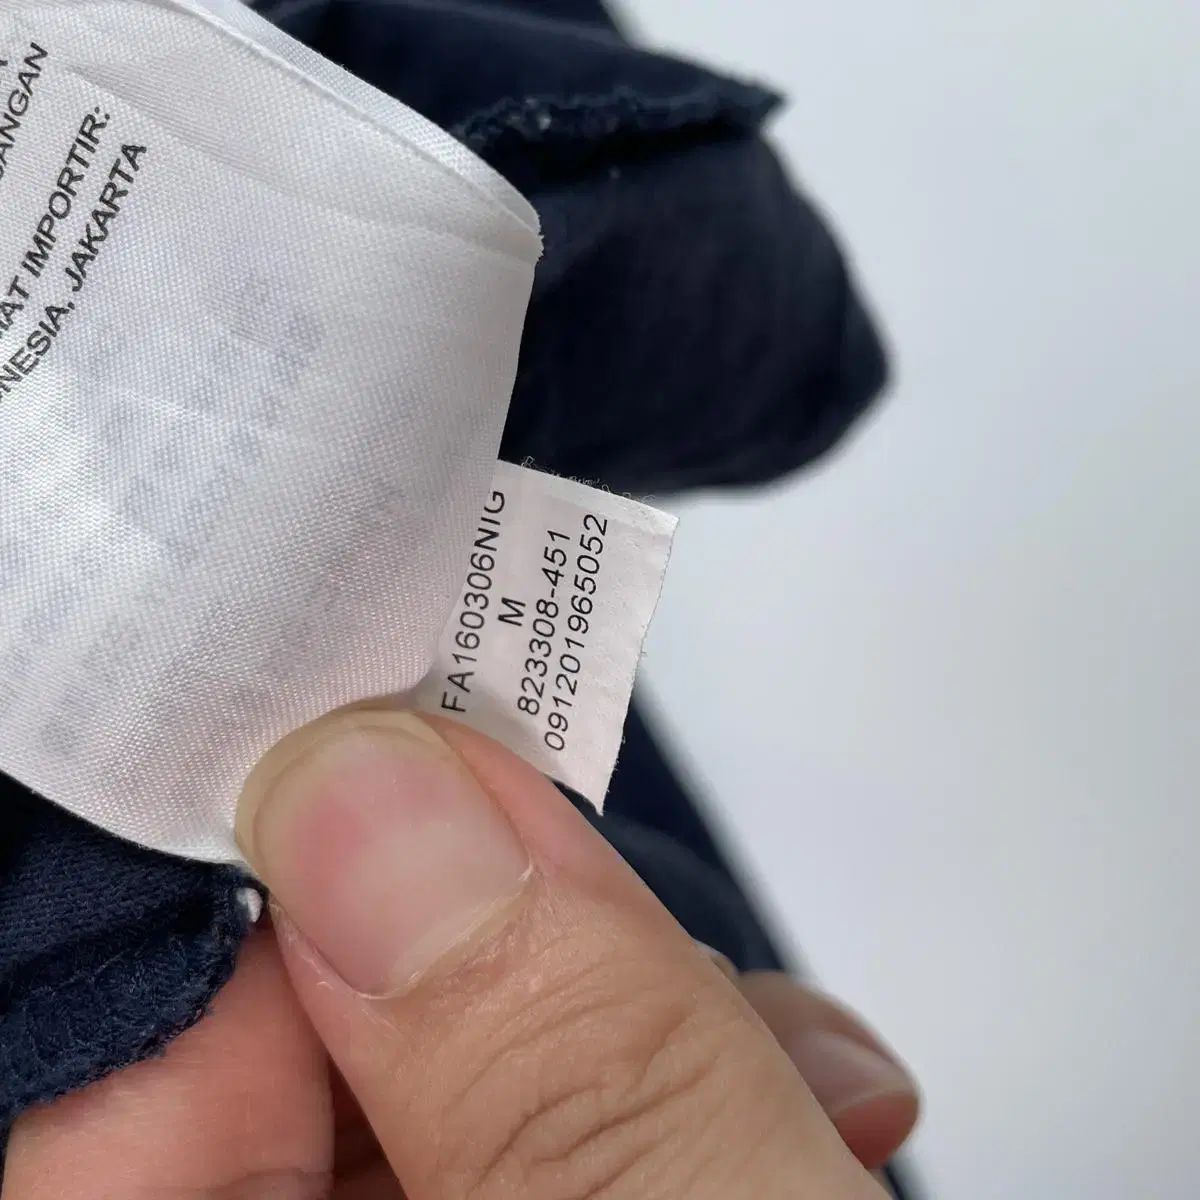 ANGAN
AT IMPORTIR:
NESIA, JAKARTA
FA160306NIG
M
823308-451
091201965052